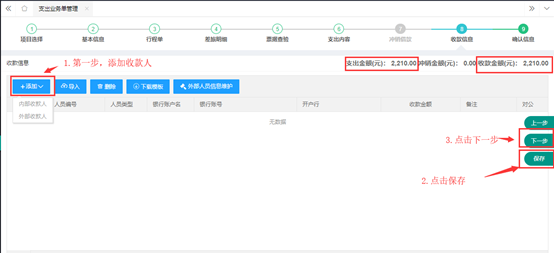 支出业务单管理
1 2 3 4 5 6 7 8 9
项目选择 基本信息 行程单 差旅明细 票据查验 支出内容 冲销借款 收款信息 确认信息
收款信息 1.第一步，添加收款人 支出金额(元)： 2,210.00 冲销金额(元)： 0.00 收款金额(元)： 2,210.00
+添加 导入 删除 下载模板 外部人员信息维护
人员编号 人员类型 银行账户名 银行账号 开户行 收款金额 备注 对公
内部收款人
外部收款人
无数据
上一步
3.点击下一步 下一步
保存
2.点击保存